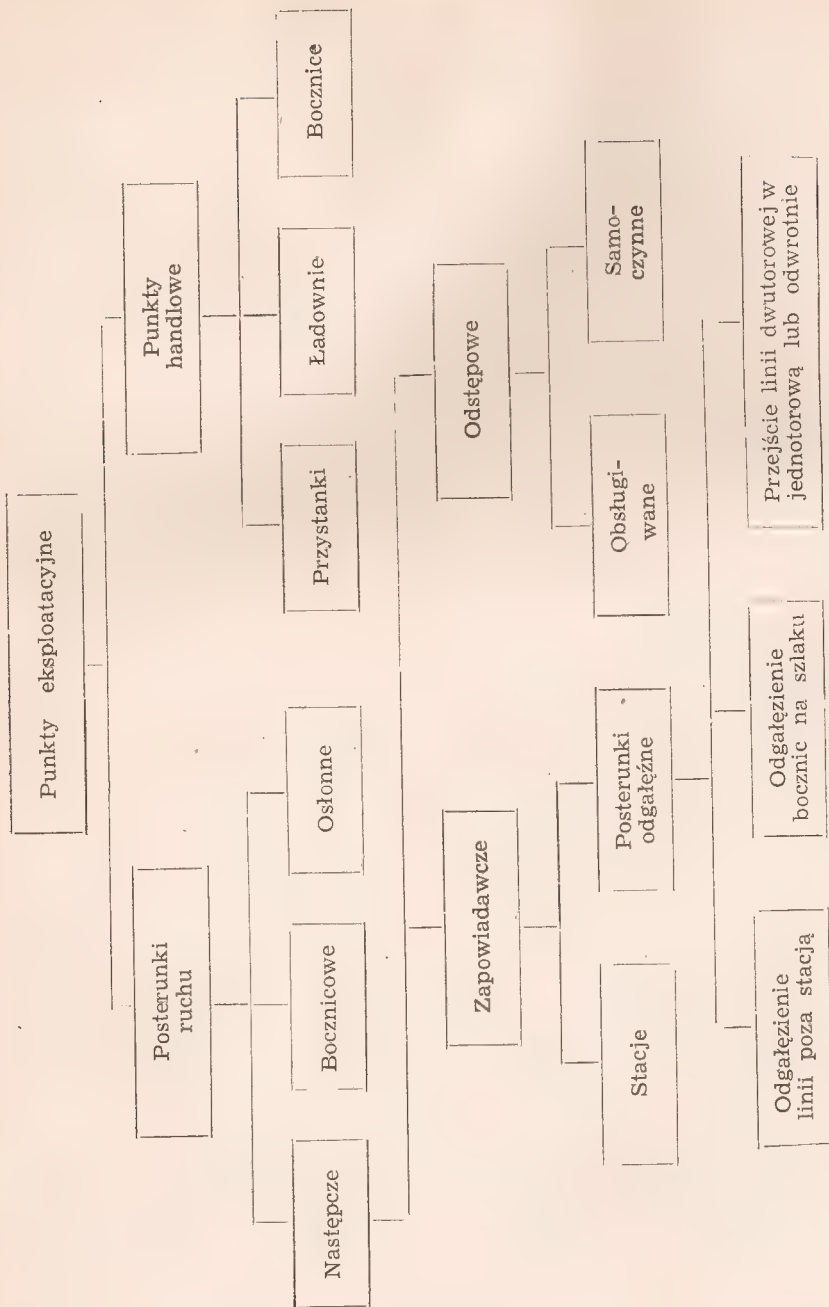 Punkty eksploatacyjne
Posterunki
ruchu
Punkty
handlowe
Następcze
Bocznicowe
Osłonne
Przystanki
Ładownie
Bocznice
Zapowiadawcze
Odstępowe
Stacje
Posterunki
odgałęźne
Obsługi-
wane
Samo-
czynne
Odgałęzienie
linii poza stacją
Odgałęzienie
bocznic na szlaku
Przejście linii dwutorowej w
jednotorową lub odwrotnie